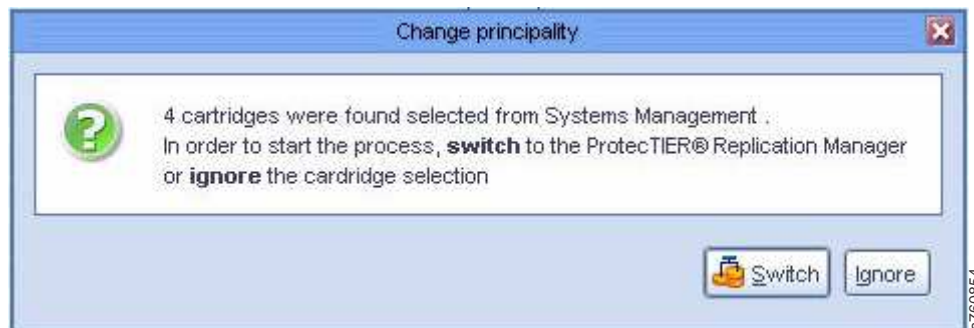 Change principality
4 cartridges were found selected from Systems Management .
In order to start the process, switch to the ProtecTIER® Replication Manager
or ignore the cardridge selection
Switch
Ignore